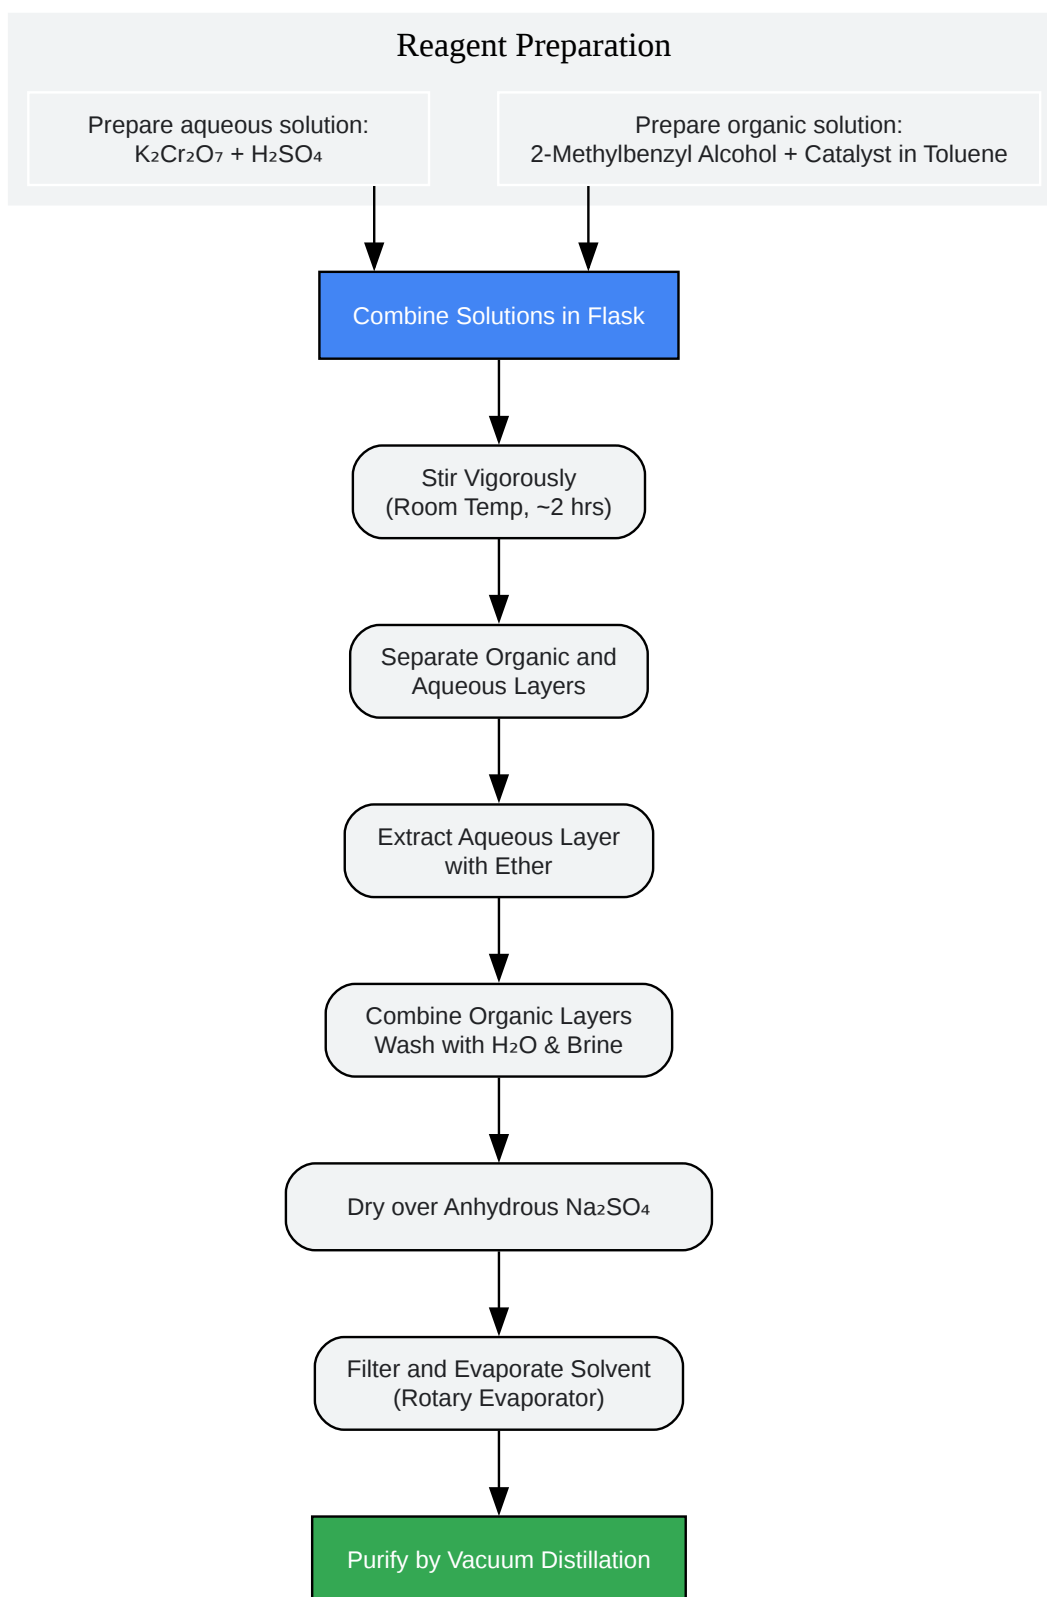 Reagent Preparation
Prepare aqueous solution:
K₂Cr₂O₇ + H₂SO₄
Prepare organic solution:
2-Methylbenzyl Alcohol + Catalyst in Toluene
Combine Solutions in Flask
Stir Vigorously
(Room Temp, ~2 hrs)
Separate Organic and
Aqueous Layers
Extract Aqueous Layer
with Ether
Combine Organic Layers
Wash with H₂O & Brine
Dry over Anhydrous Na₂SO₄
Filter and Evaporate Solvent
(Rotary Evaporator)
Purify by Vacuum Distillation